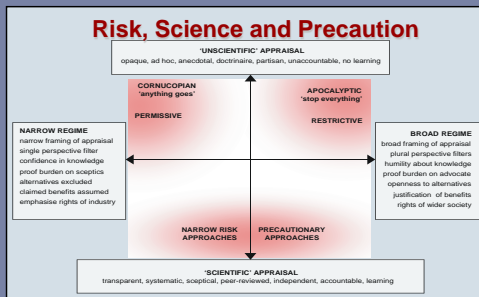 Risk, Science and Precaution
‘UNSCIENTIFIC’ APPRAISAL
opaque, ad hoc, anecdotal, doctrinaire, partisan, unaccountable, no learning
CORNUCOPIAN
‘anything goes’
PERMISSIVE
APOCALYPTIC
‘stop everything’
RESTRICTIVE
NARROW REGIME
narrow framing of appraisal
single perspective filter
confidence in knowledge
proof burden on sceptics
alternatives excluded
claimed benefits assumed
emphasise rights of industry
BROAD REGIME
broad framing of appraisal
plural perspective filters
humility about knowledge
proof burden on advocate
openness to alternatives
justification of benefits
rights of wider society
NARROW RISK
APPROACHES
PRECAUTIONARY
APPROACHES
‘SCIENTIFIC’ APPRAISAL
transparent, systematic, sceptical, peer-reviewed, independent, accountable, learning